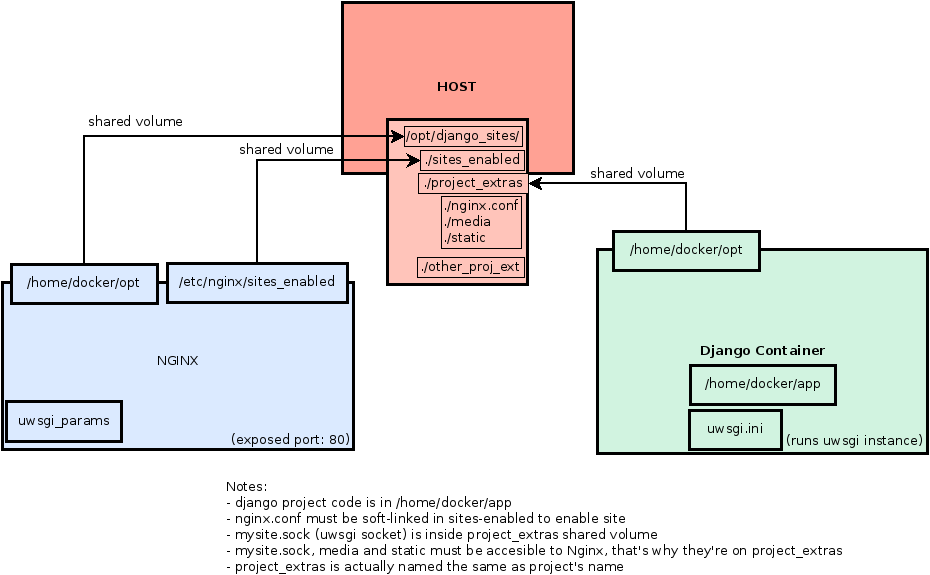 HOST
shared volume
/opt/django_sites/
shared volume
./sites_enabled
shared volume
./project_extras
./nginx.conf
./media
./static
./other_proj_ext
/home/docker/opt
/etc/nginx/sites_enabled
/home/docker/opt
NGINX
Django Container
/home/docker/app
uwsgi_params
uwsgi.ini
(exposed port: 80)
(runs uwsgi instance)
Notes:
- django project code is in /home/docker/app
- nginx.conf must be soft-linked in sites-enabled to enable site
- mysite.sock (uwsgi socket) is inside project_extras shared volume
- mysite.sock, media and static must be accesible to Nginx, that's why they're on project_extras
- project_extras is actually named the same as project's name